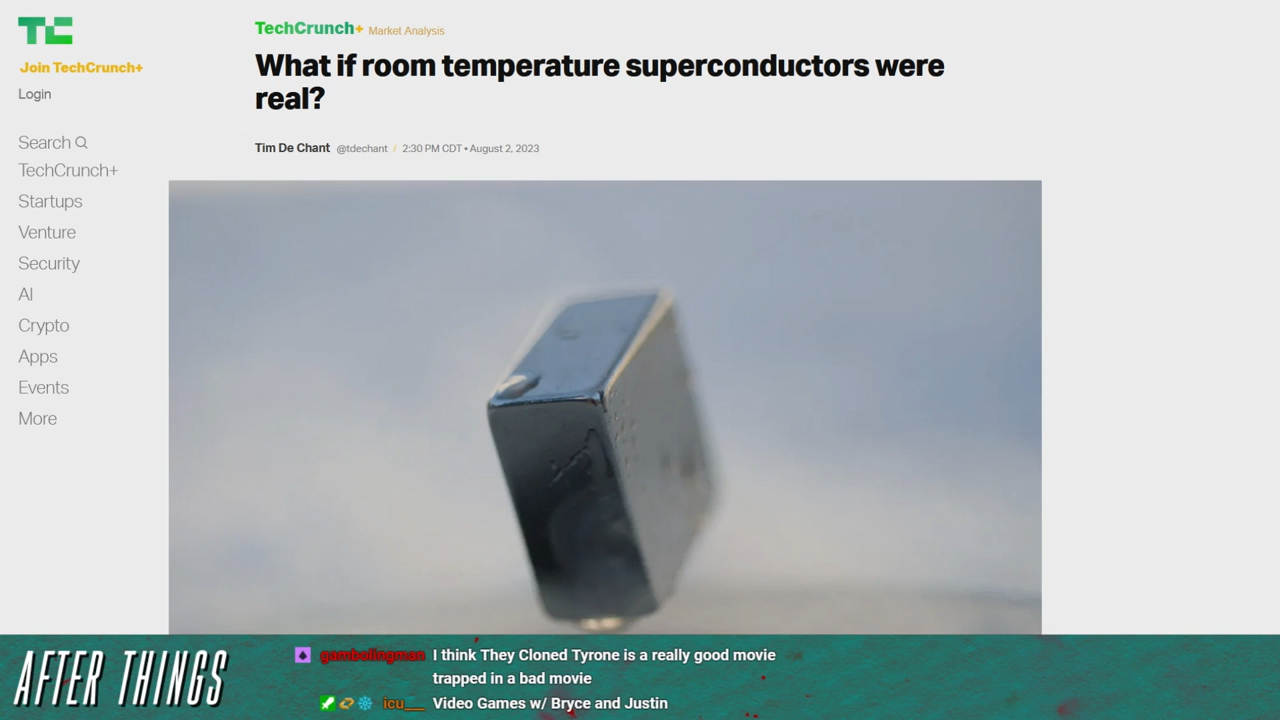 TC
Join TechCrunch+
Login
Search
TechCrunch+
Startups
Venture
Security
AI
Crypto
Apps
Events
More
TechCrunch+ Market Analysis
What if room temperature superconductors were
real?
Tim De Chant @tdechant / 2:30 PM CDT • August 2, 2023
AFTER THINGS
gambolingman I think They Cloned Tyrone is a really good movie
trapped in a bad movie
icu__ Video Games w/ Bryce and Justin